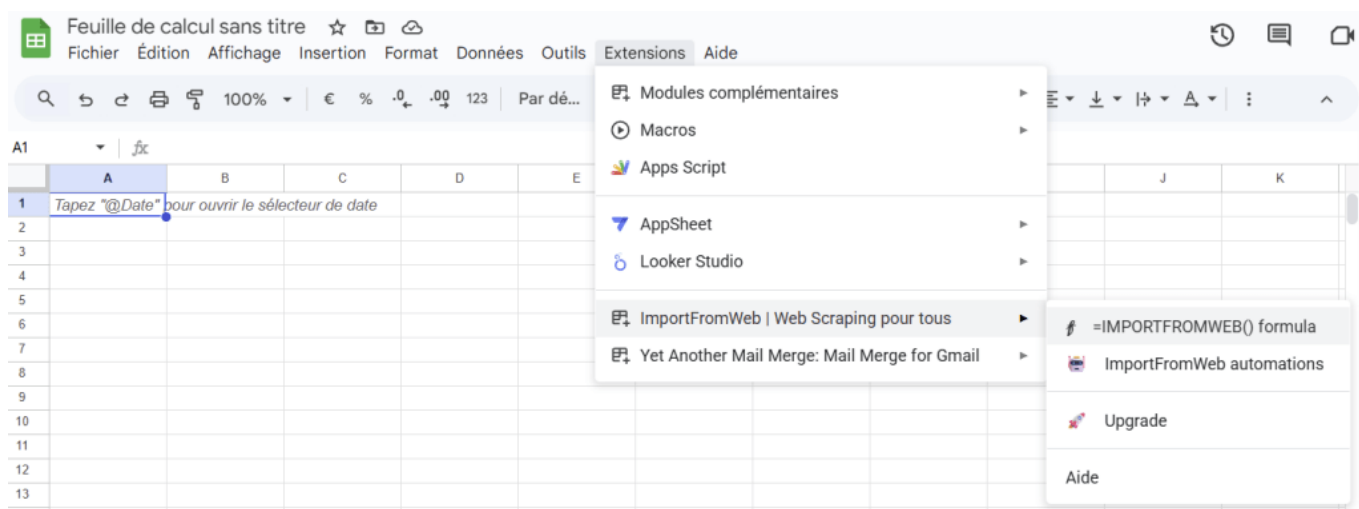 Feuille de calcul sans titre
Fichier Édition Affichage Insertion Format Données Outils Extensions Aide
100% € % .0 .00 123 Par dé...
A1 fx
A B C D E J K
1 Tapez "@Date" pour ouvrir le sélecteur de date
2
3
4
5
6
7
8
9
10
11
12
13
Modules complémentaires
Macros
Apps Script
AppSheet
Looker Studio
ImportFromWeb | Web Scraping pour tous
Yet Another Mail Merge: Mail Merge for Gmail
=IMPORTFROMWEB() formula
ImportFromWeb automations
Upgrade
Aide